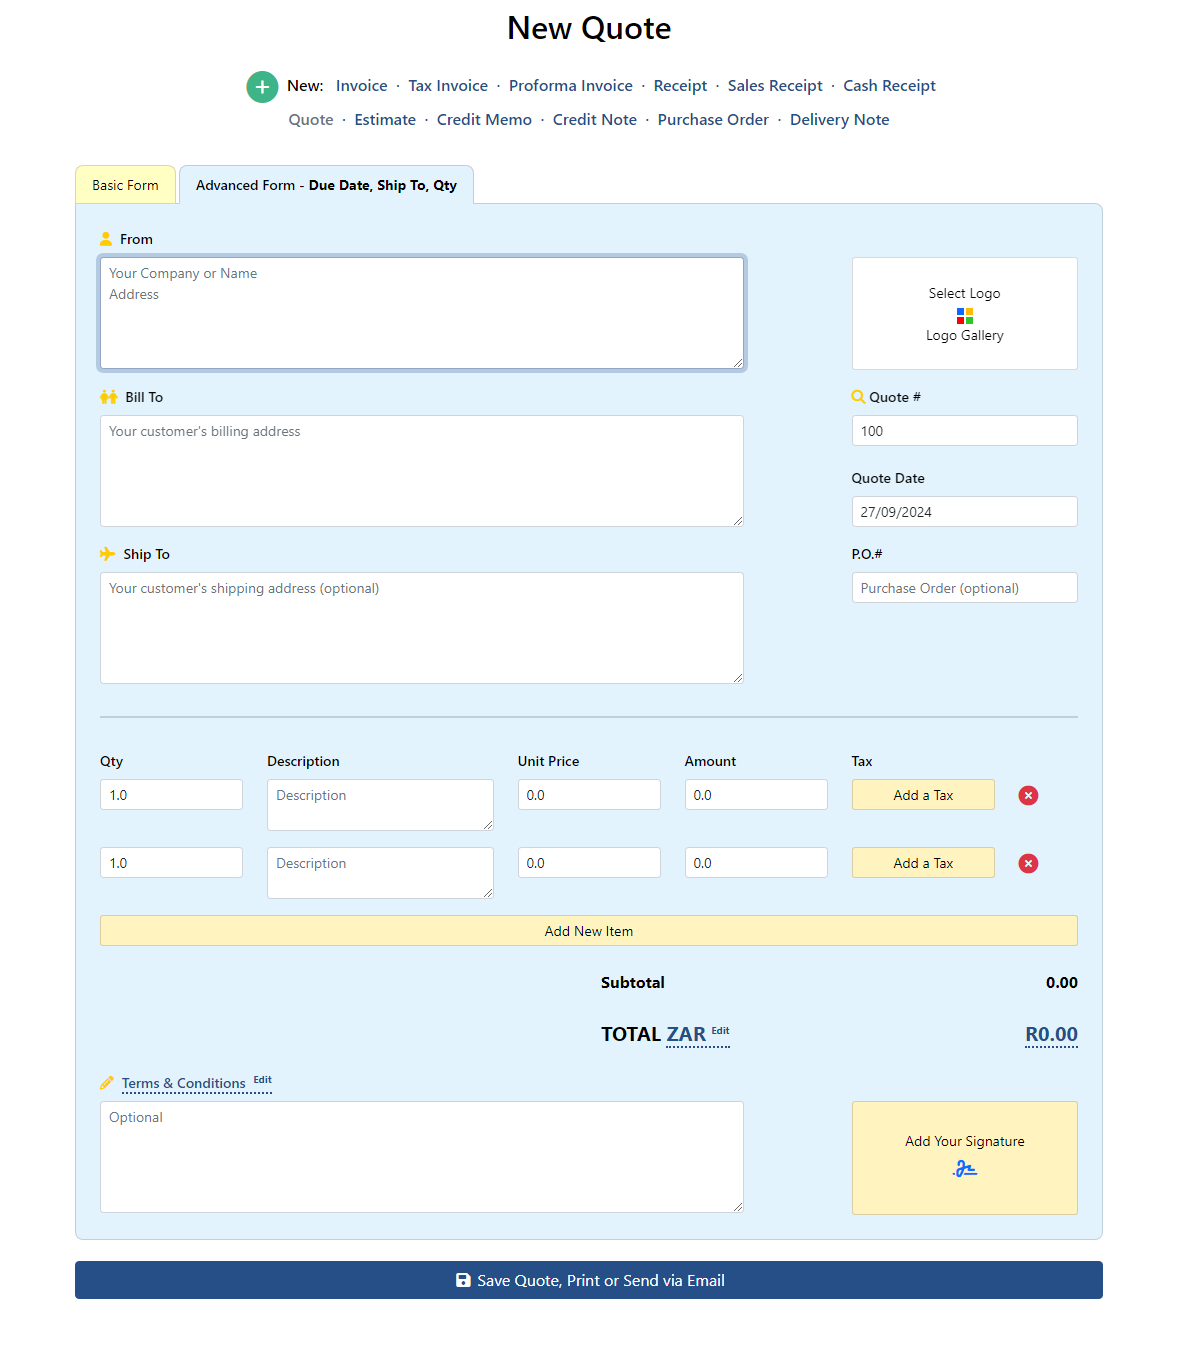 New Quote
New: Invoice · Tax Invoice · Proforma Invoice · Receipt · Sales Receipt · Cash Receipt
Quote · Estimate · Credit Memo · Credit Note · Purchase Order · Delivery Note
Basic Form
Advanced Form - Due Date, Ship To, Qty
From
Your Company or Name
Address
Select Logo
Logo Gallery
Bill To
Your customer's billing address
Quote #
100
Quote Date
27/09/2024
Ship To
Your customer's shipping address (optional)
P.O.#
Purchase Order (optional)
Qty Description Unit Price Amount Tax
1.0 Description 0.0 0.0 Add a Tax
1.0 Description 0.0 0.0 Add a Tax
Add New Item
Subtotal 0.00
TOTAL ZAR Edit R0.00
Terms & Conditions Edit
Optional
Add Your Signature
Save Quote, Print or Send via Email